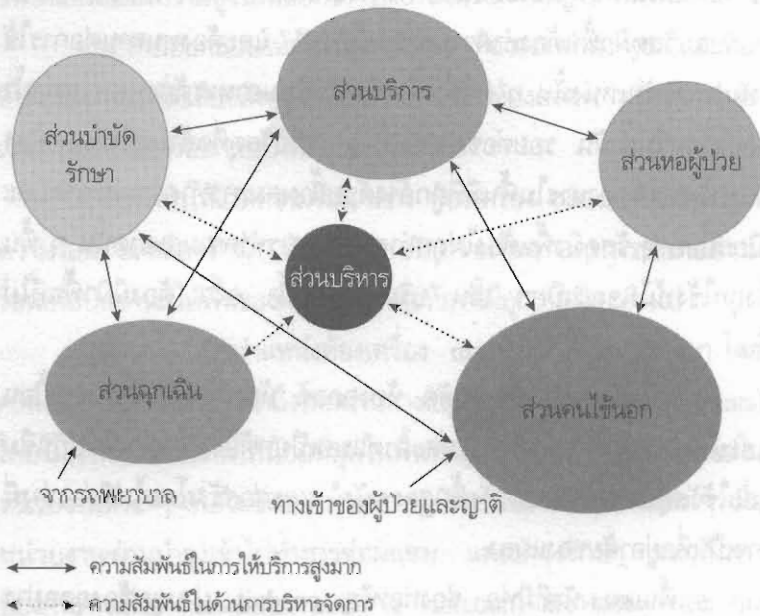 ส่วนบริการ
ส่วนบำบัด
รักษา
ส่วนหอผู้ป่วย
ส่วนบริหาร
ส่วนฉุกเฉิน
ส่วนคนไข้นอก
จากรถพยาบาล
ทางเข้าของผู้ป่วยและญาติ
ความสัมพันธ์ในการให้บริการสูงมาก
ความสัมพันธ์ในด้านการบริหารจัดการ